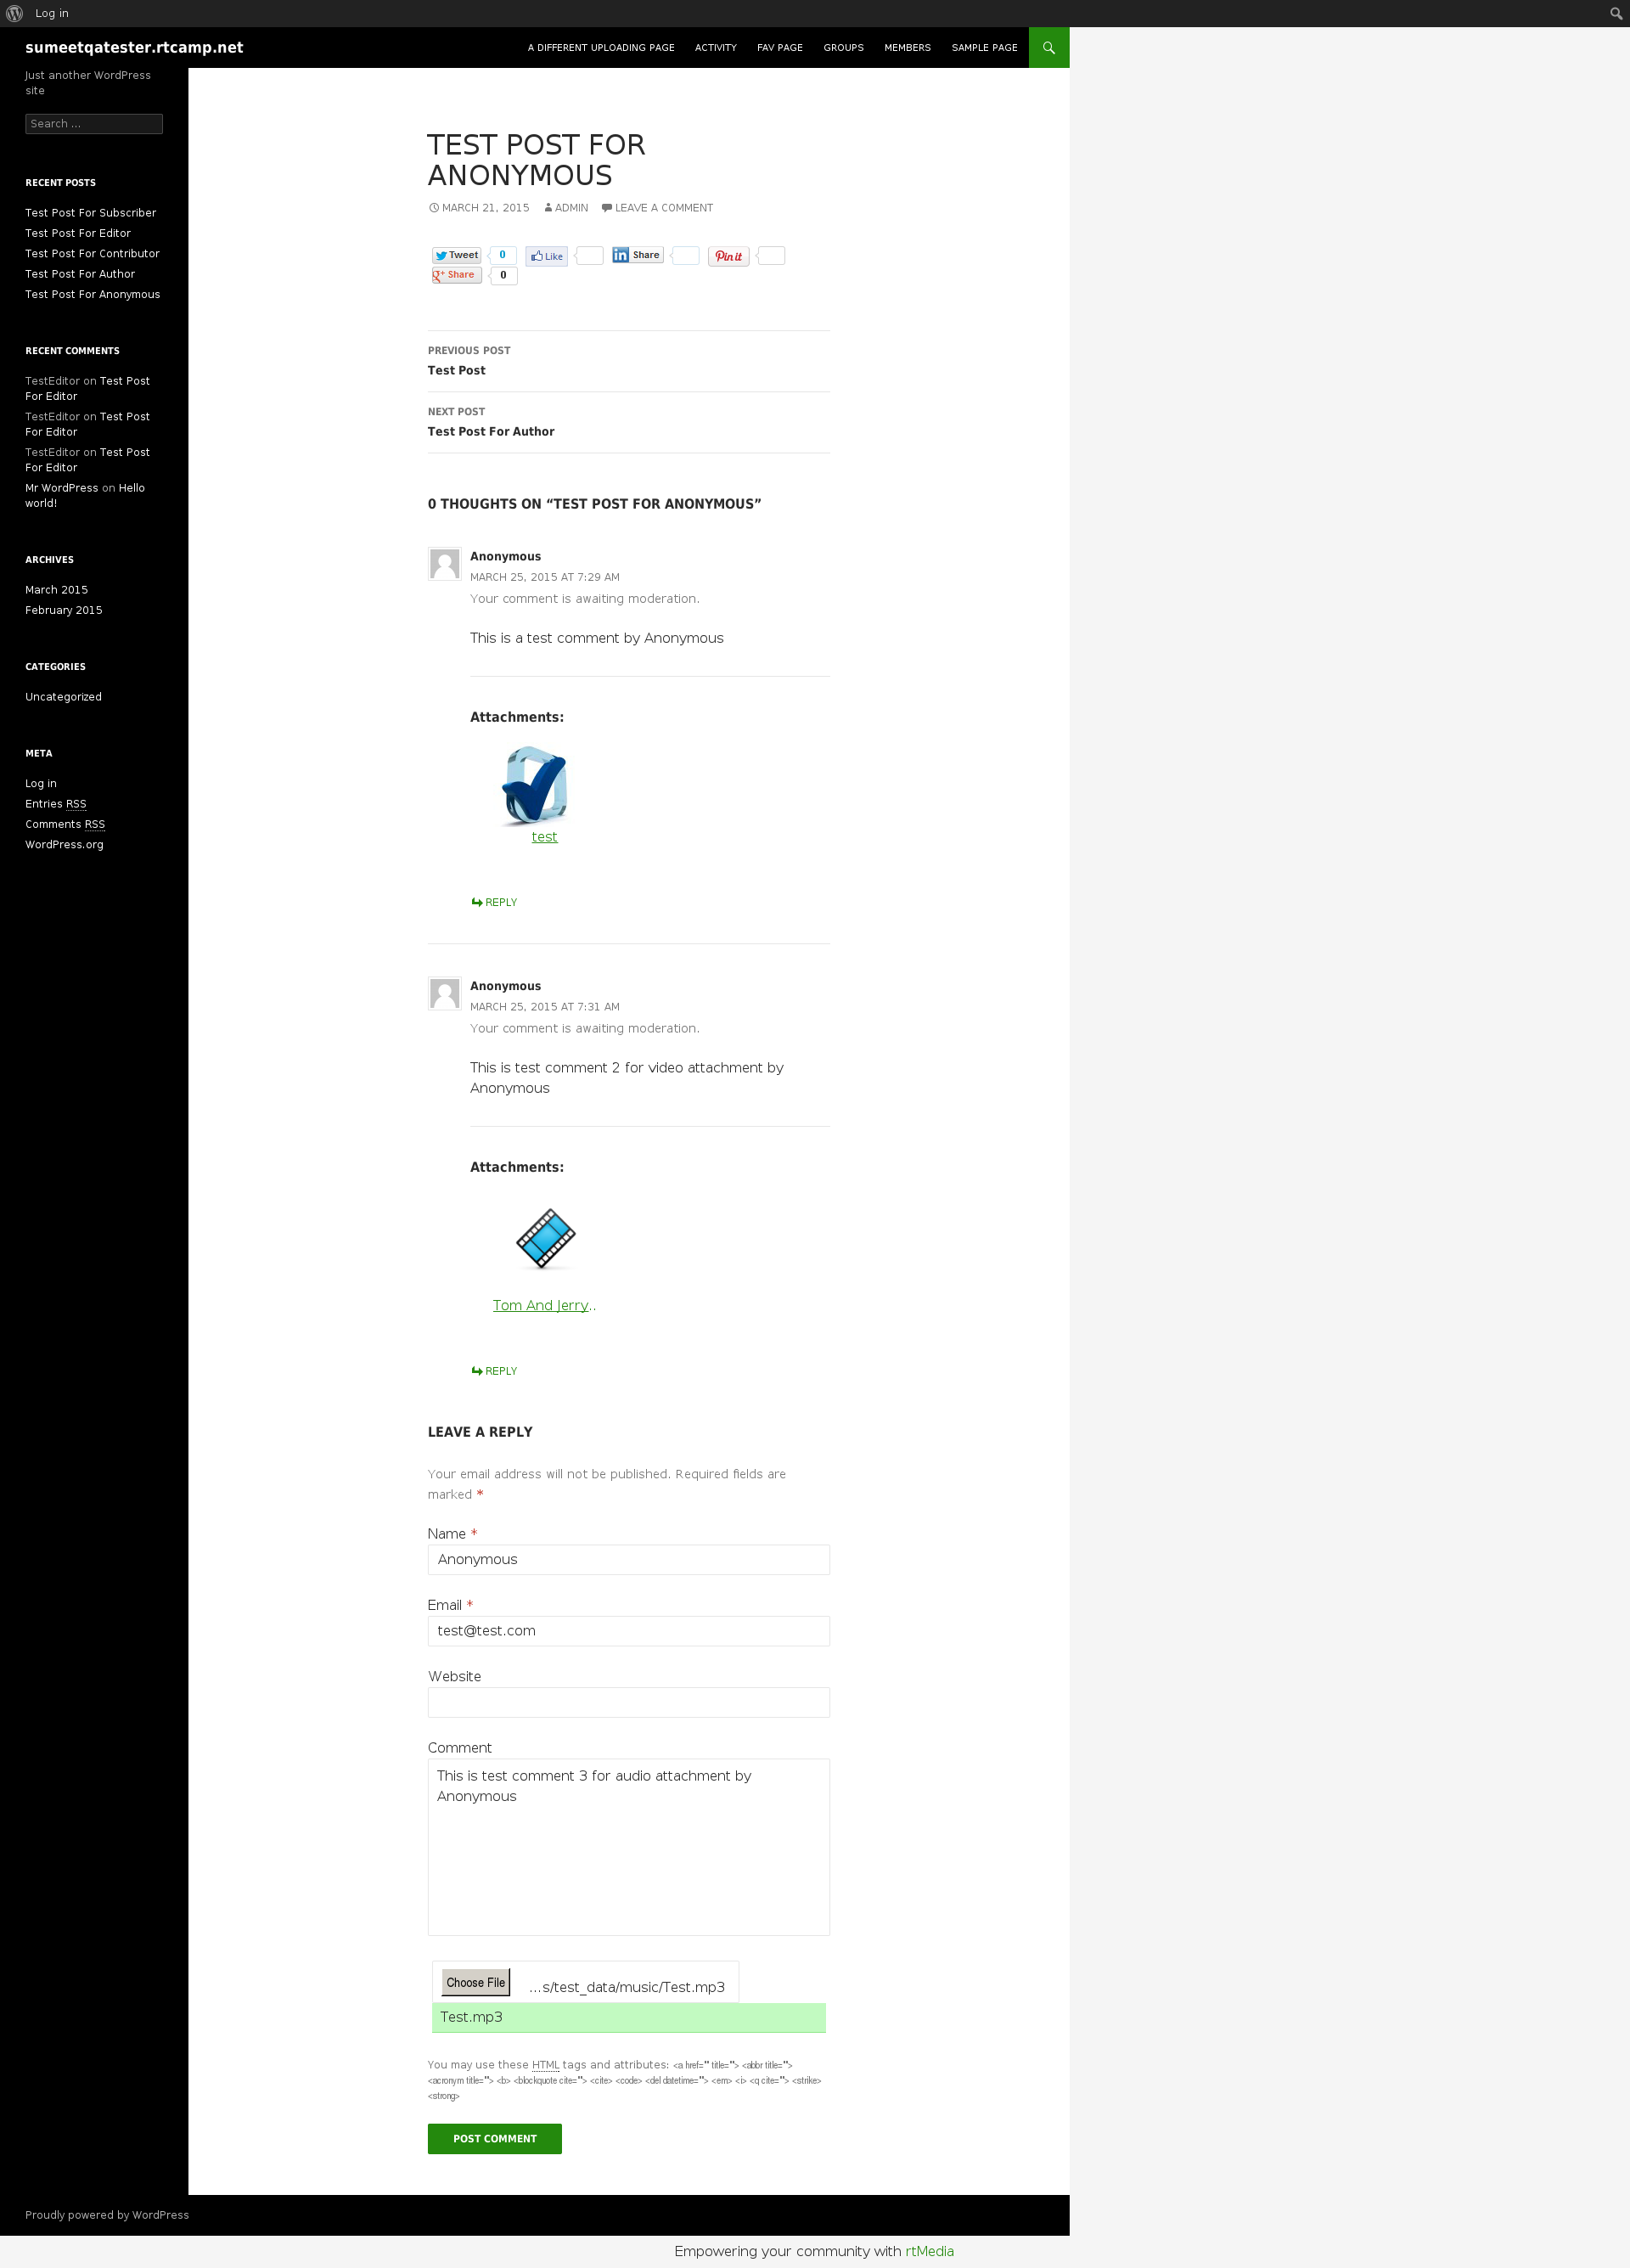 Log in
sumeetqatester.rtcamp.net
A DIFFERENT UPLOADING PAGE ACTIVITY FAV PAGE GROUPS MEMBERS SAMPLE PAGE
Just another WordPress
site
Search ...
RECENT POSTS
Test Post For Subscriber
Test Post For Editor
Test Post For Contributor
Test Post For Author
Test Post For Anonymous
RECENT COMMENTS
TestEditor on Test Post
For Editor
TestEditor on Test Post
For Editor
TestEditor on Test Post
For Editor
Mr WordPress on Hello
world!
ARCHIVES
March 2015
February 2015
CATEGORIES
Uncategorized
META
Log in
Entries RSS
Comments RSS
WordPress.org
TEST POST FOR
ANONYMOUS
MARCH 21, 2015 ADMIN LEAVE A COMMENT
Tweet 0 Like in Share Pin it
g+ Share 0
PREVIOUS POST
Test Post
NEXT POST
Test Post For Author
0 THOUGHTS ON “TEST POST FOR ANONYMOUS”
Anonymous
MARCH 25, 2015 AT 7:29 AM
Your comment is awaiting moderation.
This is a test comment by Anonymous
Attachments:
test
REPLY
Anonymous
MARCH 25, 2015 AT 7:31 AM
Your comment is awaiting moderation.
This is test comment 2 for video attachment by
Anonymous
Attachments:
Tom And Jerry..
REPLY
LEAVE A REPLY
Your email address will not be published. Required fields are
marked *
Name *
Anonymous
Email *
test@test.com
Website
Comment
This is test comment 3 for audio attachment by
Anonymous
Choose File ...s/test_data/music/Test.mp3
Test.mp3
You may use these HTML tags and attributes: <a href="" title=""> <abbr title="">
<acronym title=""> <b> <blockquote cite=""> <cite> <code> <del datetime=""> <em> <i> <q cite=""> <strike>
<strong>
POST COMMENT
Proudly powered by WordPress
Empowering your community with rtMedia